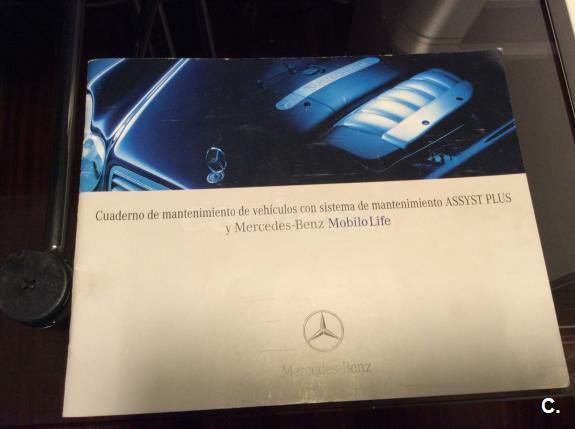 Cuaderno de mantenimiento de vehículos con sistema de mantenimiento ASSYST PLUS
y Mercedes-Benz MobiloLife
Mercedes-Benz
C.